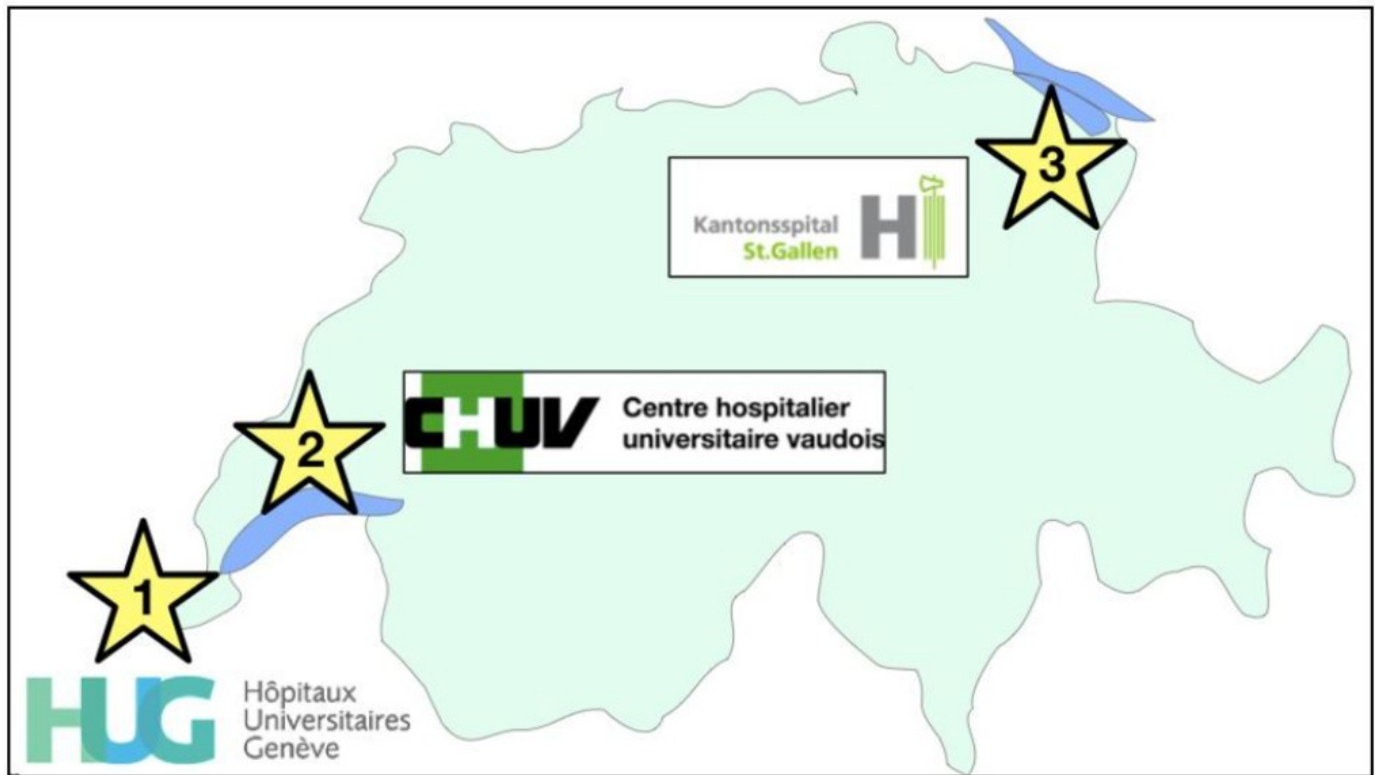 3
Kantonsspital
St.Gallen
H
2
CHUV
Centre hospitalier
universitaire vaudois
1
HUG
Hôpitaux
Universitaires
Genève